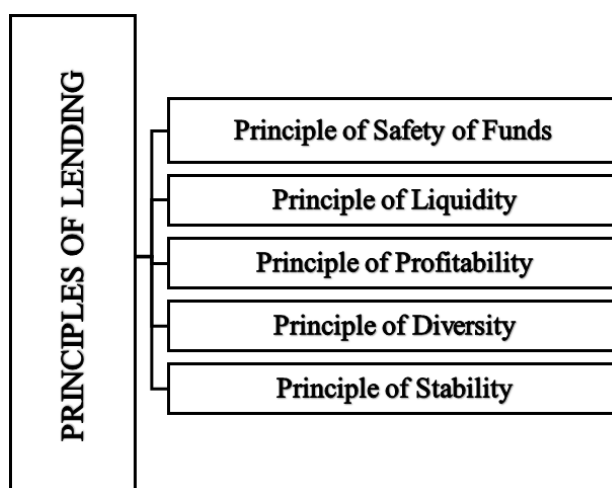 PRINCIPLES OF LENDING
Principle of Safety of Funds
Principle of Liquidity
Principle of Profitability
Principle of Diversity
Principle of Stability